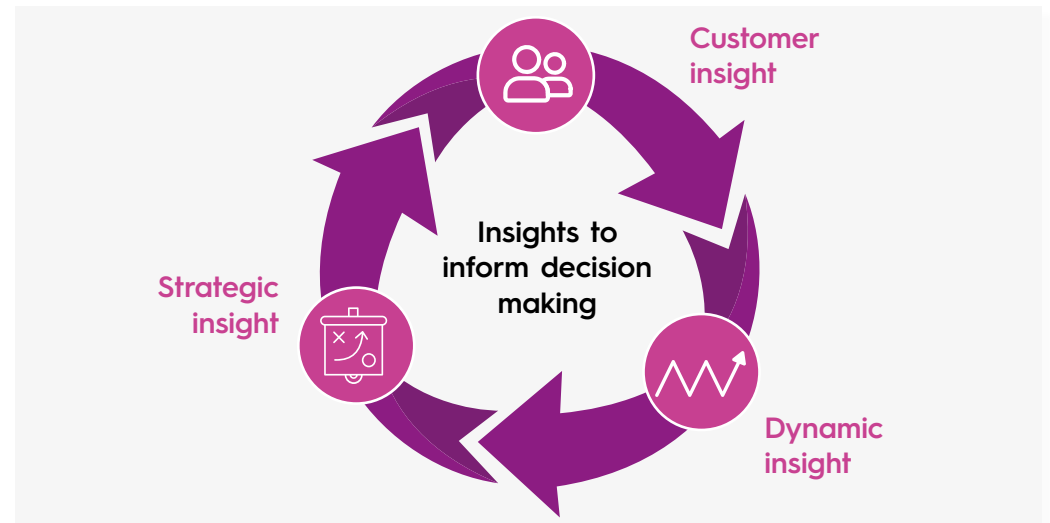 Customer
insight
Insights to
inform decision
making
Strategic
insight
Dynamic
insight